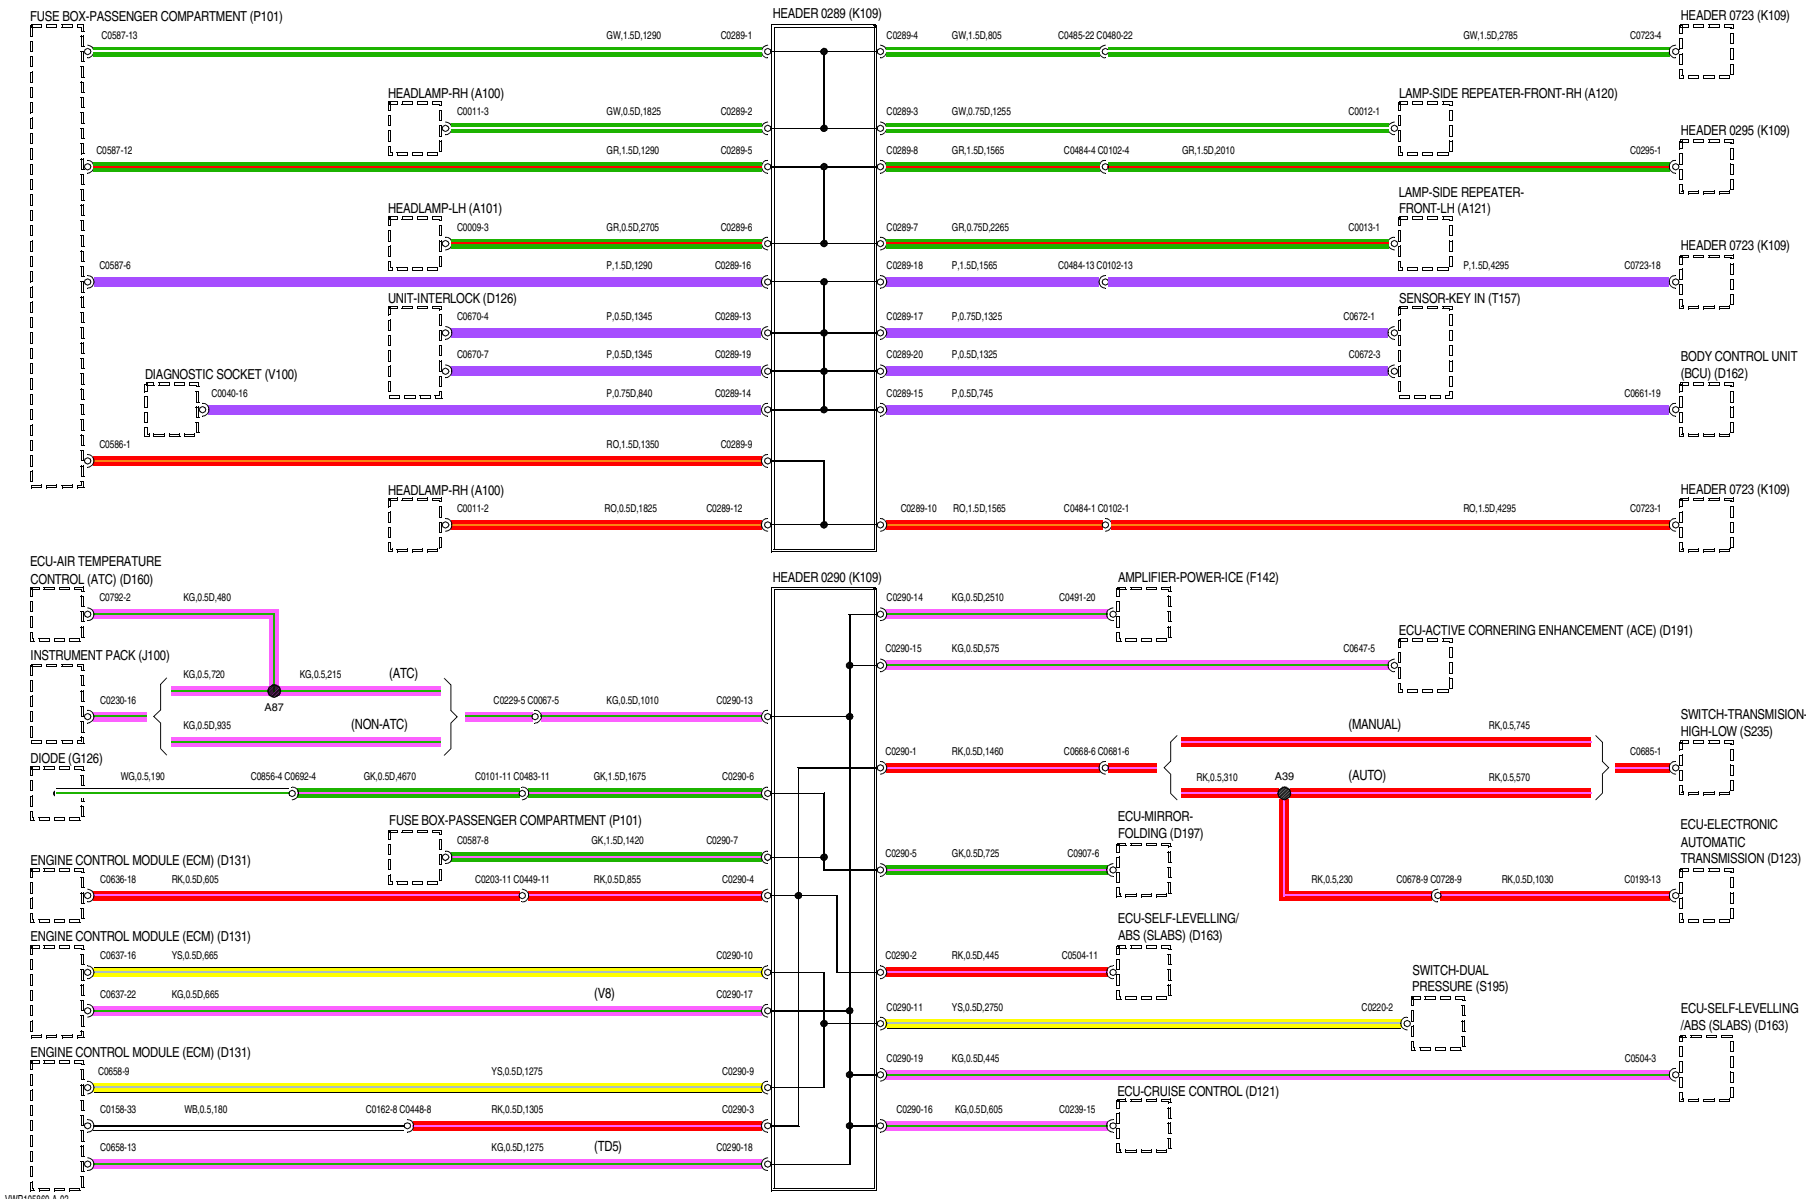 FUSE BOX-PASSENGER COMPARTMENT (P101)
HEADER 0289 (K109)
HEADER 0723 (K109)
C0587-13 GW,1.5D,1290 C0289-1
C0289-4 GW,1.5D,805 C0485-22 C0480-22 GW,1.5D,2785 C0723-4
HEADLAMP-RH (A100)
LAMP-SIDE REPEATER-FRONT-RH (A120)
C0011-3 GW,0.5D,1825 C0289-2
C0289-3 GW,0.75D,1255 C0012-1
HEADER 0295 (K109)
C0587-12 GR,1.5D,1290 C0289-5
C0289-8 GR,1.5D,1565 C0484-4 C0102-4 GR,1.5D,2010 C0295-1
LAMP-SIDE REPEATER-
FRONT-LH (A121)
HEADLAMP-LH (A101)
C0009-3 GR,0.5D,2705 C0289-6
C0289-7 GR,0.75D,2265 C0013-1
HEADER 0723 (K109)
C0587-6 P,1.5D,1290 C0289-16
C0289-18 P,1.5D,1565 C0484-13 C0102-13 P,1.5D,4295 C0723-18
UNIT-INTERLOCK (D126)
SENSOR-KEY IN (T157)
C0670-4 P,0.5D,1345 C0289-13
C0289-17 P,0.75D,1325 C0672-1
C0670-7 P,0.5D,1345 C0289-19
C0289-20 P,0.5D,1325 C0672-3
BODY CONTROL UNIT
(BCU) (D162)
DIAGNOSTIC SOCKET (V100)
C0040-16 P,0.75D,840 C0289-14
C0289-15 P,0.5D,745 C0661-19
C0586-1 RO,1.5D,1350 C0289-9
HEADLAMP-RH (A100)
HEADER 0723 (K109)
C0011-2 RO,0.5D,1825 C0289-12
C0289-10 RO,1.5D,1565 C0484-1 C0102-1 RO,1.5D,4295 C0723-1
ECU-AIR TEMPERATURE
CONTROL (ATC) (D160)
HEADER 0290 (K109)
AMPLIFIER-POWER-ICE (F142)
C0792-2 KG,0.5D,480
C0290-14 KG,0.5D,2510 C0491-20
ECU-ACTIVE CORNERING ENHANCEMENT (ACE) (D191)
C0290-15 KG,0.5D,575 C0647-5
INSTRUMENT PACK (J100)
KG,0.5,720 KG,0.5,215 (ATC)
A87
C0230-16
KG,0.5D,935 (NON-ATC)
C0229-5 C0067-5 KG,0.5D,1010 C0290-13
SWITCH-TRANSMISION-
HIGH-LOW (S235)
(MANUAL) RK,0.5,745
C0290-1 RK,0.5D,1460 C0668-6 C0681-6
RK,0.5,310 A39 (AUTO) RK,0.5,570
C0685-1
DIODE (G126)
WG,0.5,190 C0856-4 C0692-4 GK,0.5D,4670 C0101-11 C0483-11 GK,1.5D,1675 C0290-6
FUSE BOX-PASSENGER COMPARTMENT (P101)
C0587-8 GK,1.5D,1420 C0290-7
ECU-MIRROR-
FOLDING (D197)
C0290-5 GK,0.5D,725 C0907-6
ECU-ELECTRONIC
AUTOMATIC
TRANSMISSION (D123)
RK,0.5,230 C0678-9 C0728-9 RK,0.5D,1030 C0193-13
ENGINE CONTROL MODULE (ECM) (D131)
C0636-18 RK,0.5D,605 C0203-11 C0449-11 RK,0.5D,855 C0290-4
ECU-SELF-LEVELLING/
ABS (SLABS) (D163)
C0290-2 RK,0.5D,445 C0504-11
ENGINE CONTROL MODULE (ECM) (D131)
C0637-16 YS,0.5D,665 C0290-10
C0637-22 KG,0.5D,665 (V8) C0290-17
SWITCH-DUAL
PRESSURE (S195)
C0290-11 YS,0.5D,2750 C0220-2
ECU-SELF-LEVELLING
/ABS (SLABS) (D163)
C0290-19 KG,0.5D,445 C0504-3
ENGINE CONTROL MODULE (ECM) (D131)
C0658-9 YS,0.5D,1275 C0290-9
C0158-33 WB,0.5,180 C0162-8 C0448-8 RK,0.5D,1305 C0290-3
C0658-13 KG,0.5D,1275 (TD5) C0290-18
ECU-CRUISE CONTROL (D121)
C0290-16 KG,0.5D,605 C0239-15